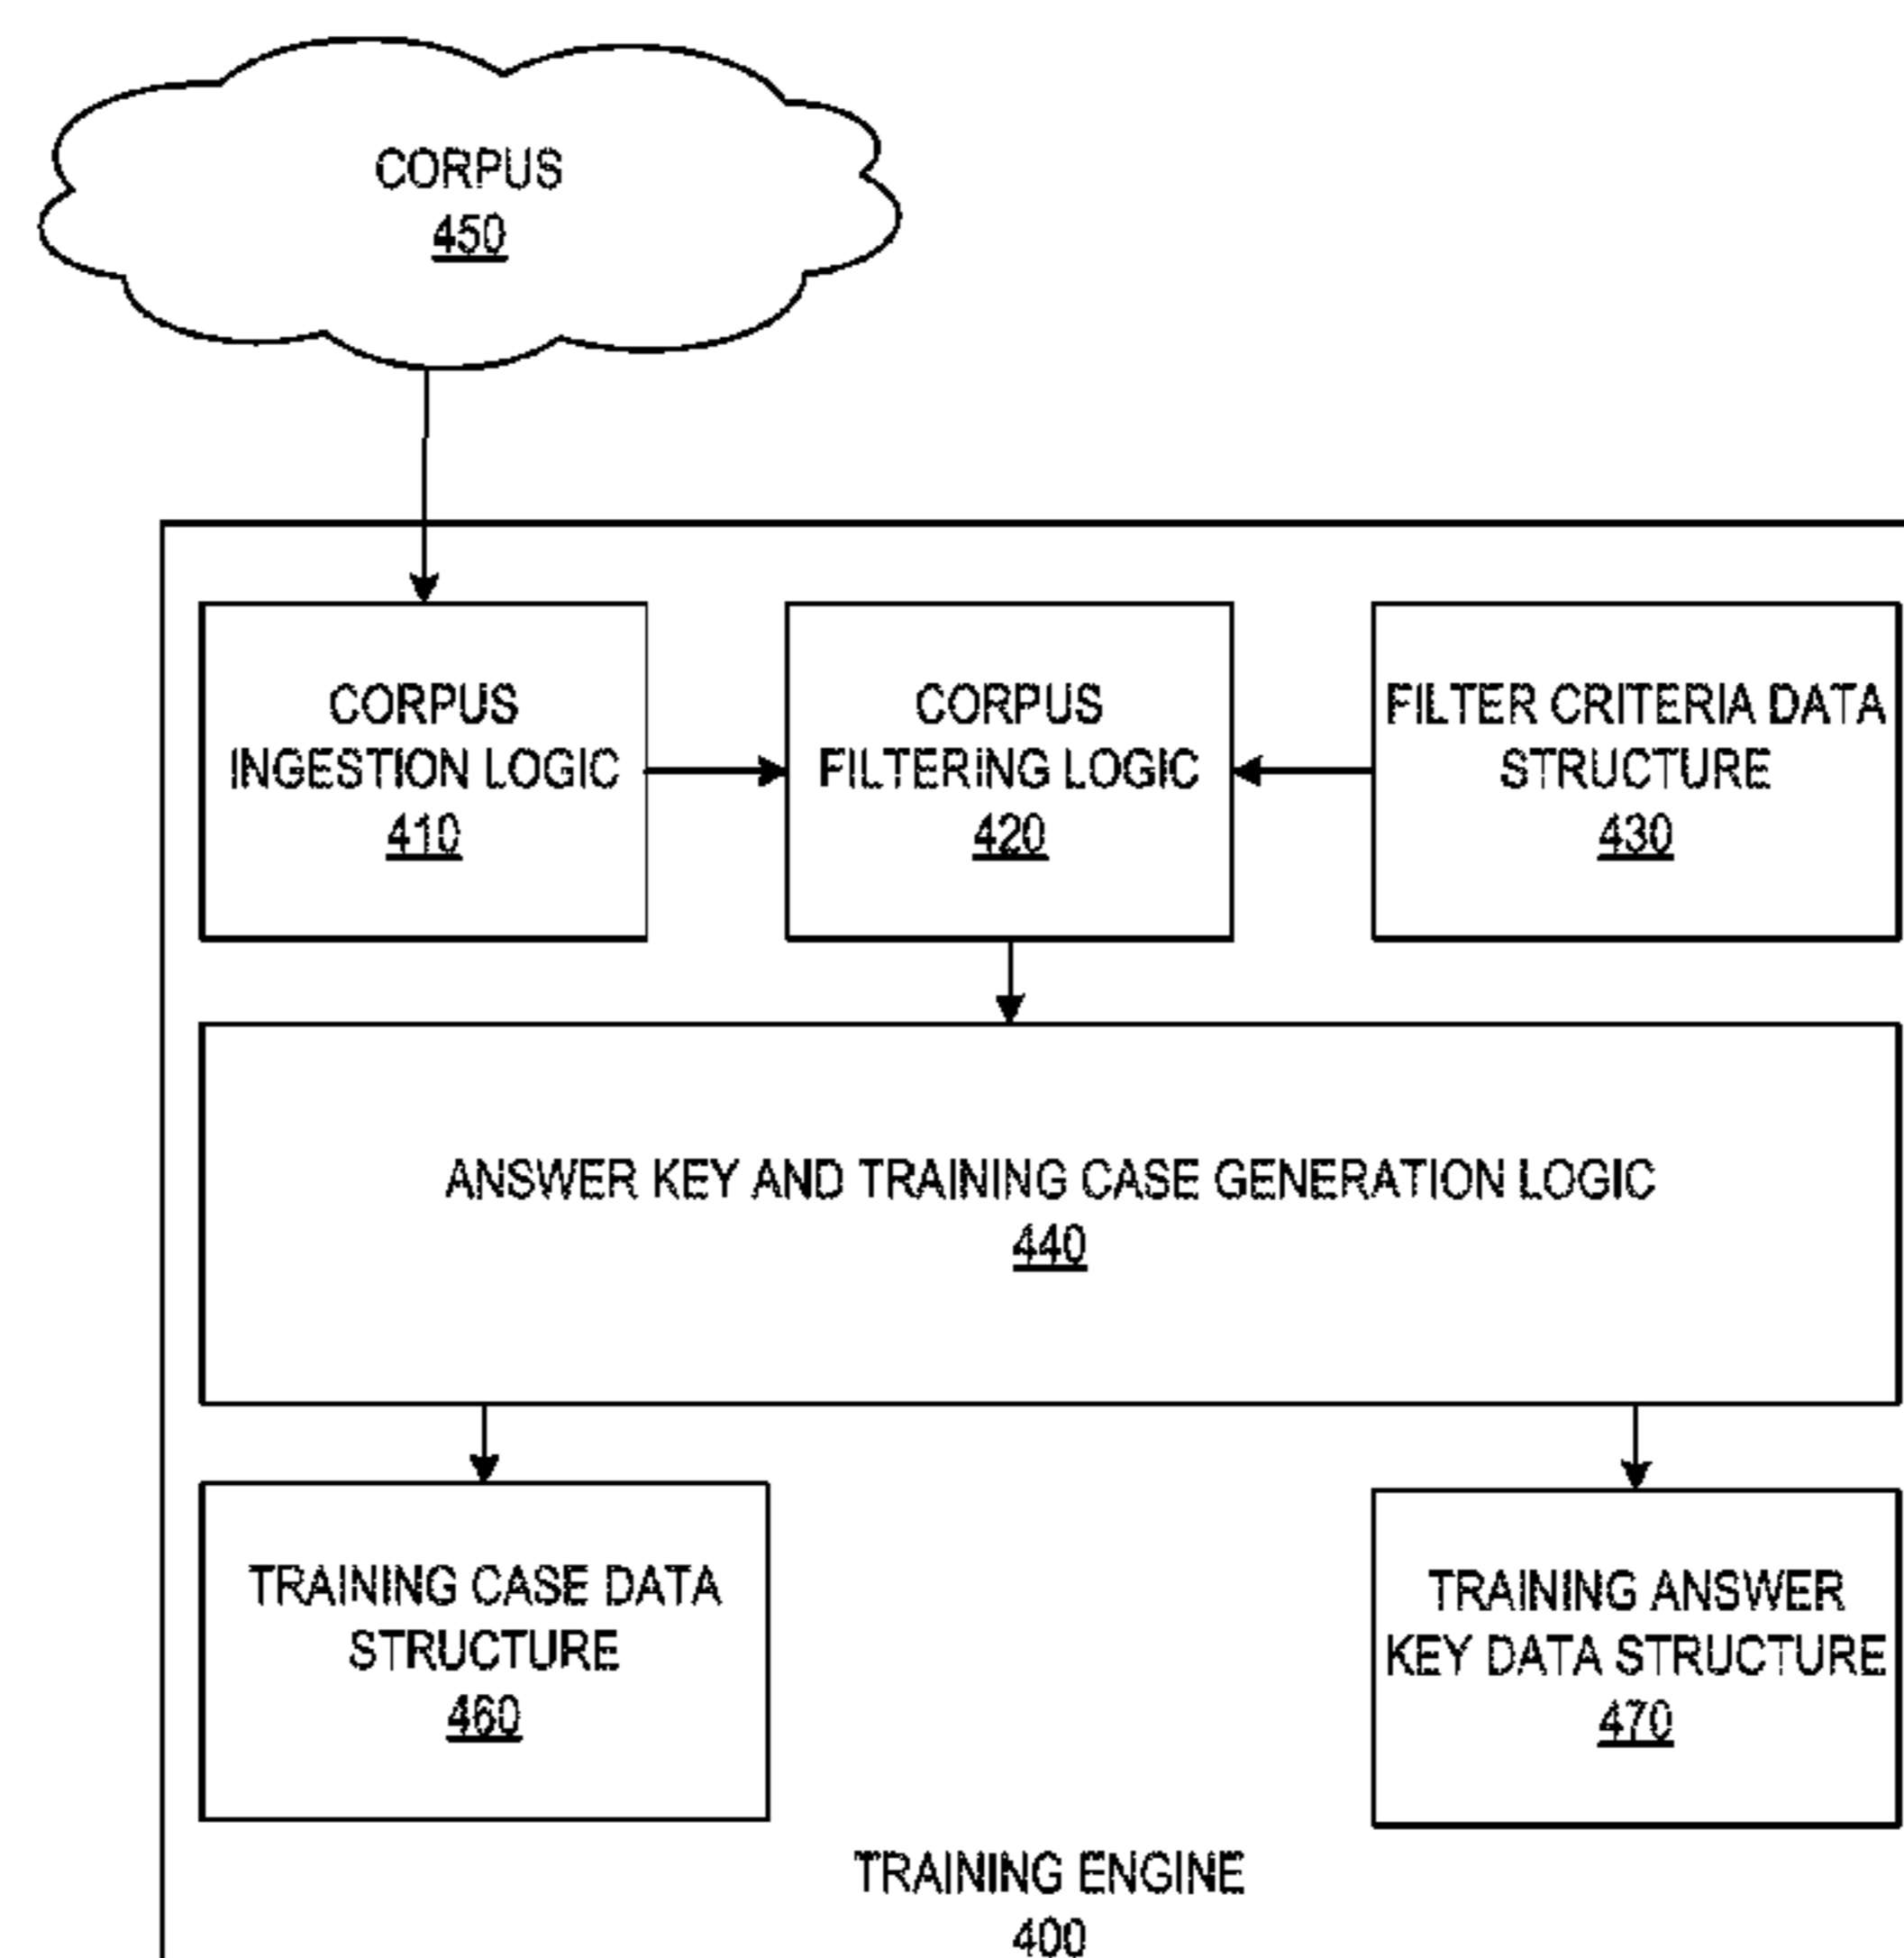 CORPUS
450
CORPUS
INGESTION LOGIC
410
CORPUS
FILTERING LOGIC
420
FILTER CRITERIA DATA
STRUCTURE
430
ANSWER KEY AND TRAINING CASE GENERATION LOGIC
440
TRAINING CASE DATA
STRUCTURE
460
TRAINING ANSWER
KEY DATA STRUCTURE
470
TRAINING ENGINE
400